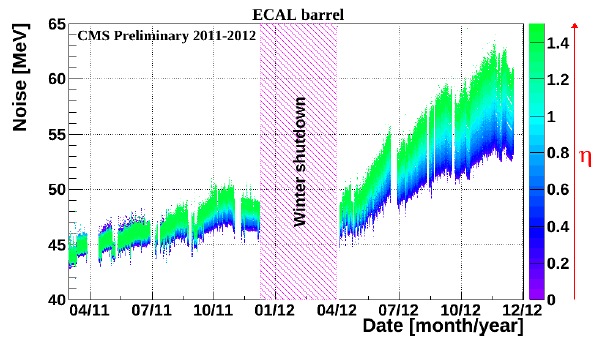 ECAL barrel
CMS Preliminary 2011-2012
Noise [MeV]
65
60
55
50
45
40
Winter shutdown
04/11 07/11 10/11 01/12 04/12 07/12 10/12 12/12
Date [month/year]
1.4
1.2
1
0.8
0.6
0.4
0.2
0
η